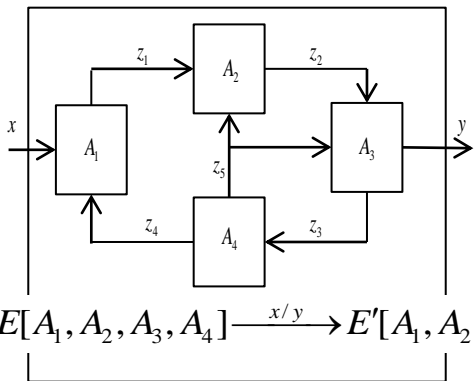 z₁
z₂
A₂
x
y
A₁
A₃
z₅
z₄
A₄
z₃
E[A₁, A₂, A₃, A₄] —x/y→ E′[A₁, A₂